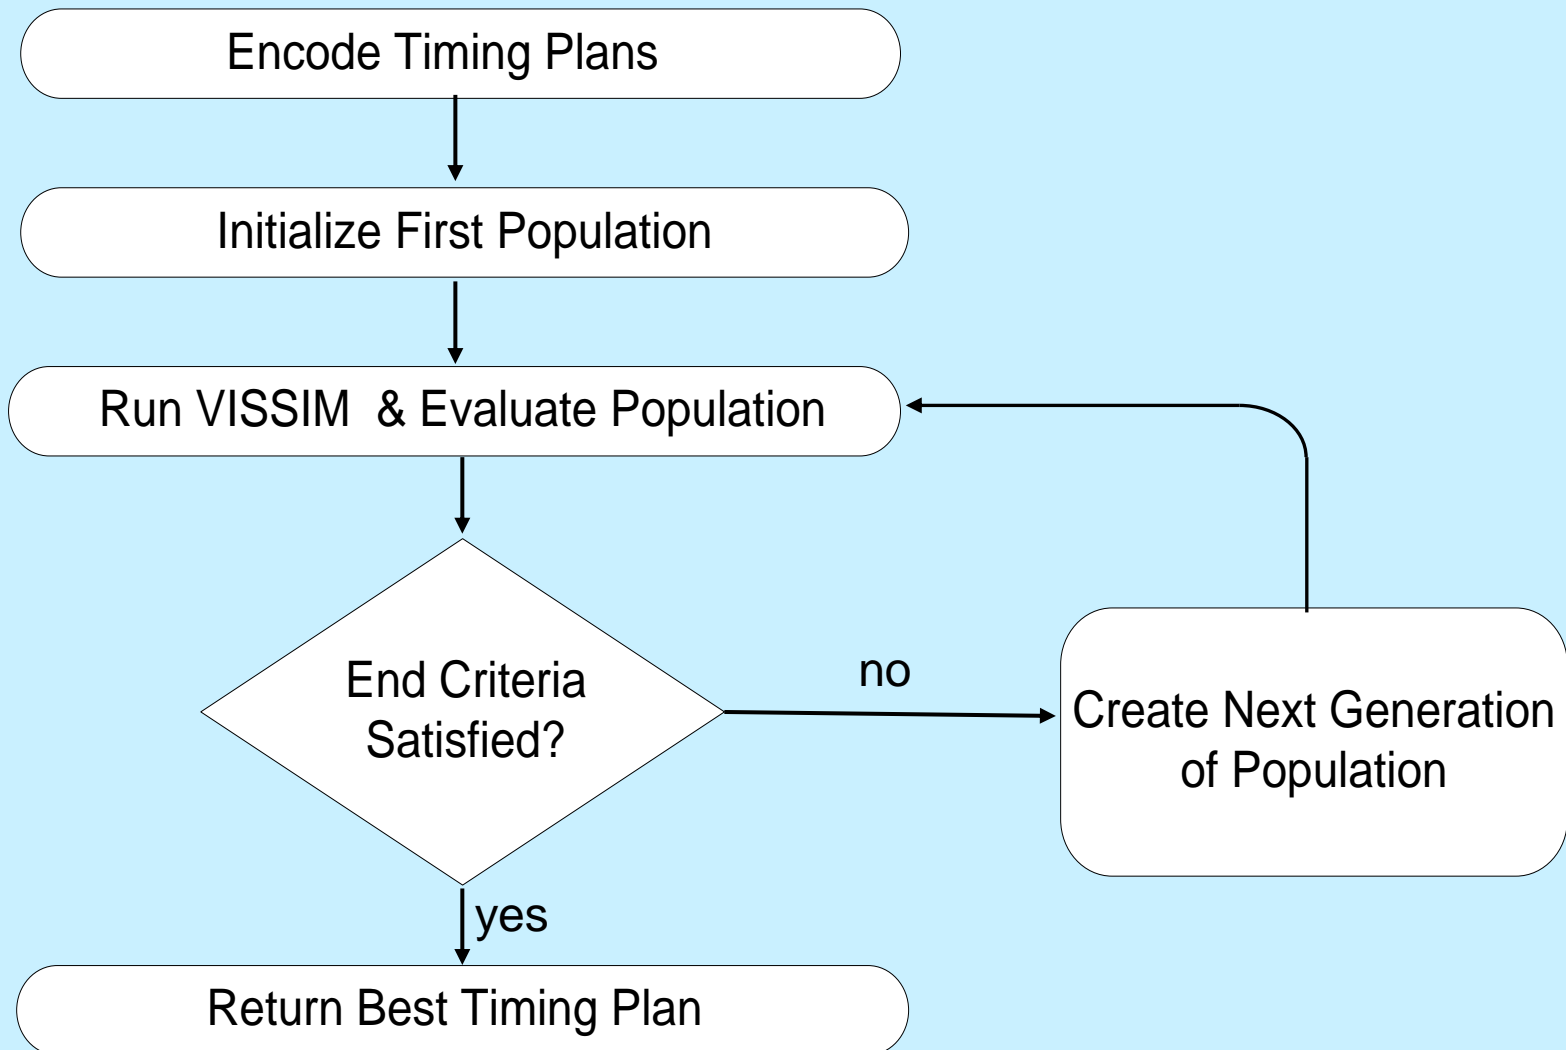 Encode Timing Plans
Initialize First Population
Run VISSIM  & Evaluate Population
End Criteria
Satisfied?
no
Create Next Generation
of Population
yes
Return Best Timing Plan